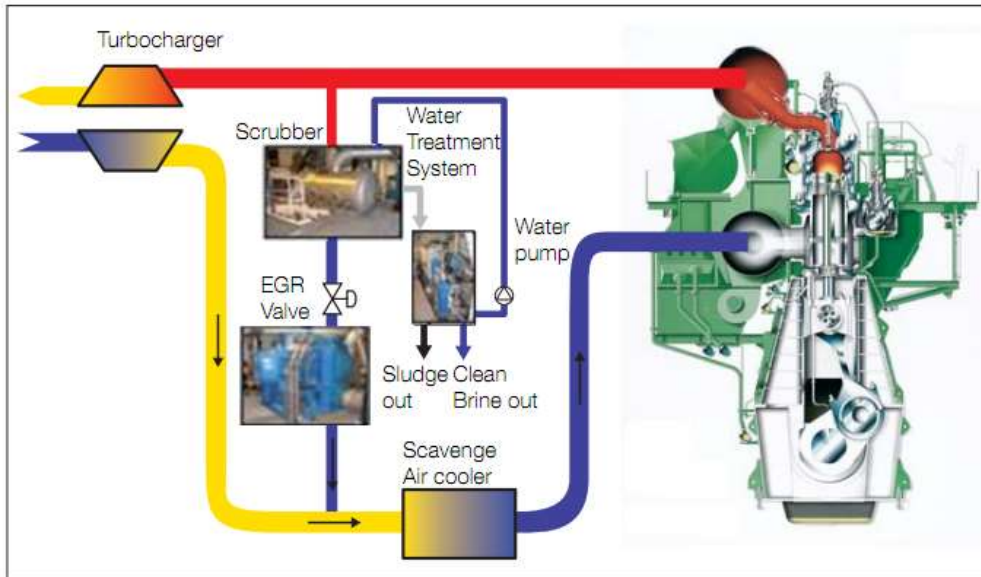 Turbocharger
Scrubber
Water
Treatment
System
Water
pump
EGR
Valve
Sludge
out
Clean
Brine out
Scavenge
Air cooler